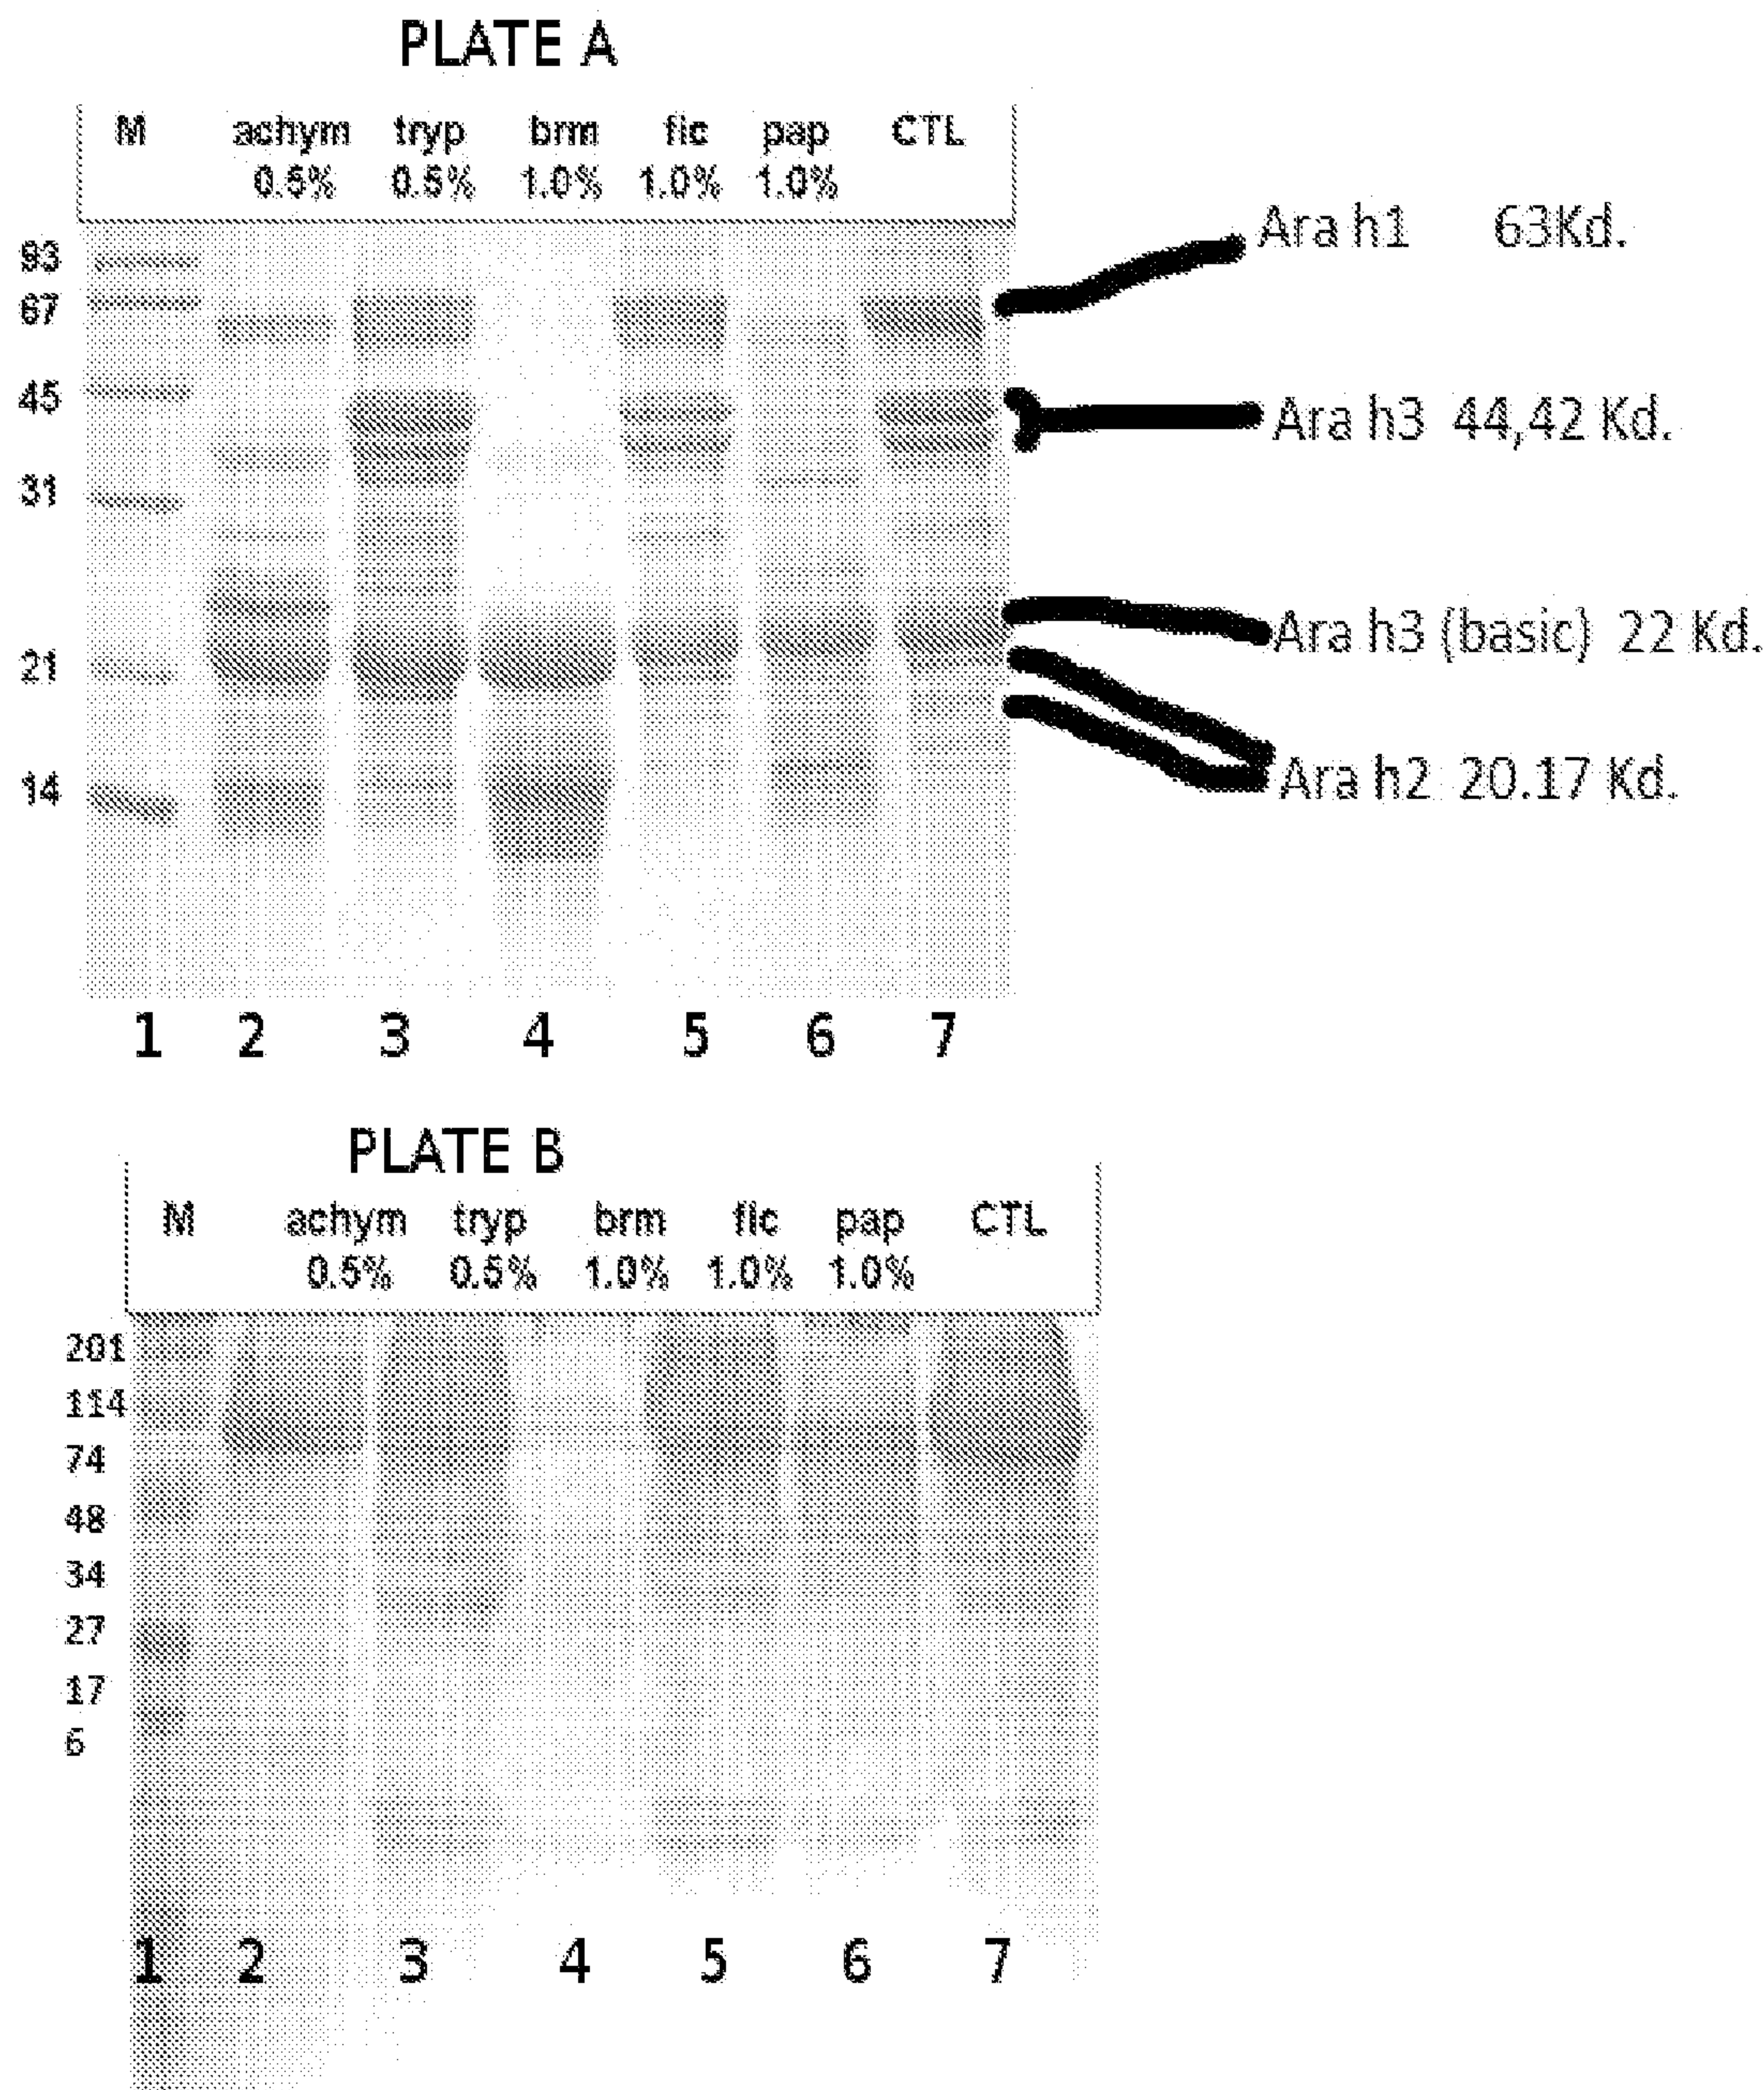 PLATE A
M achym tryp brm fic pap CTL
0.5% 0.5% 1.0% 1.0% 1.0%
93
67
45
31
21
14
Ara h1 63Kd.
Ara h3 44,42 Kd.
Ara h3 (basic) 22 Kd.
Ara h2 20.17 Kd.
1 2 3 4 5 6 7
PLATE B
M achym tryp brm fic pap CTL
0.5% 0.5% 1.0% 1.0% 1.0%
201
114
74
48
34
27
17
6
1 2 3 4 5 6 7